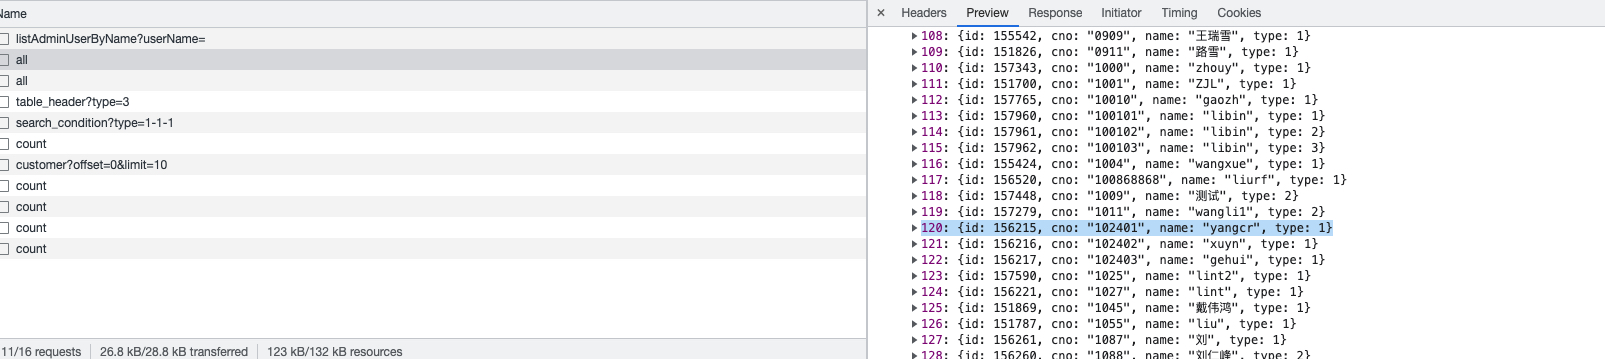 Name
listAdminUserByName?userName=
all
all
table_header?type=3
search_condition?type=1-1-1
count
customer?offset=0&limit=10
count
count
count
count
11/16 requests 26.8 kB/28.8 kB transferred 123 kB/132 kB resources
× Headers Preview Response Initiator Timing Cookies
108: {id: 155542, cno: "0909", name: "王瑞雪", type: 1}
109: {id: 151826, cno: "0911", name: "路雪", type: 1}
110: {id: 157343, cno: "1000", name: "zhouy", type: 1}
111: {id: 151700, cno: "1001", name: "ZJL", type: 1}
112: {id: 157765, cno: "10010", name: "gaozh", type: 1}
113: {id: 157960, cno: "100101", name: "libin", type: 1}
114: {id: 157961, cno: "100102", name: "libin", type: 2}
115: {id: 157962, cno: "100103", name: "libin", type: 3}
116: {id: 155424, cno: "1004", name: "wangxue", type: 1}
117: {id: 156520, cno: "100868868", name: "liurf", type: 1}
118: {id: 157448, cno: "1009", name: "测试", type: 2}
119: {id: 157279, cno: "1011", name: "wangli1", type: 2}
120: {id: 156215, cno: "102401", name: "yangcr", type: 1}
121: {id: 156216, cno: "102402", name: "xuyn", type: 1}
122: {id: 156217, cno: "102403", name: "gehui", type: 1}
123: {id: 157590, cno: "1025", name: "lint2", type: 1}
124: {id: 156221, cno: "1027", name: "lint", type: 1}
125: {id: 151869, cno: "1045", name: "戴伟鸿", type: 1}
126: {id: 151787, cno: "1055", name: "liu", type: 1}
127: {id: 156261, cno: "1087", name: "刘", type: 1}
128: {id: 156260, cno: "1088", name: "刘仁峰", type: 2}